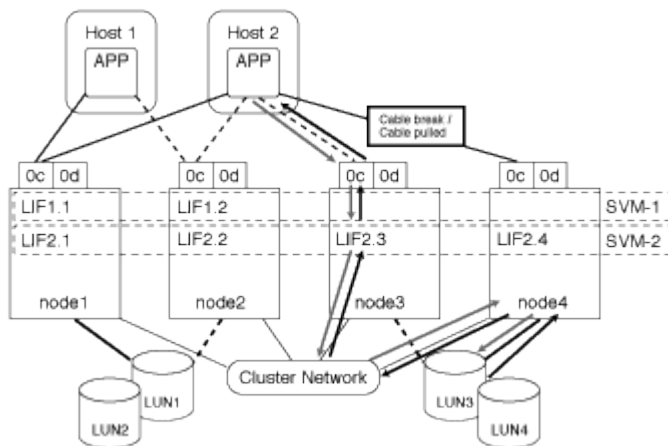 Host 1
Host 2
APP
APP
Cable break /
Cable pulled
0c 0d
0c 0d
0c 0d
0c 0d
LIF1.1
LIF1.2
SVM-1
LIF2.1
LIF2.2
LIF2.3
LIF2.4
SVM-2
node1
node2
node3
node4
Cluster Network
LUN1
LUN2
LUN3
LUN4